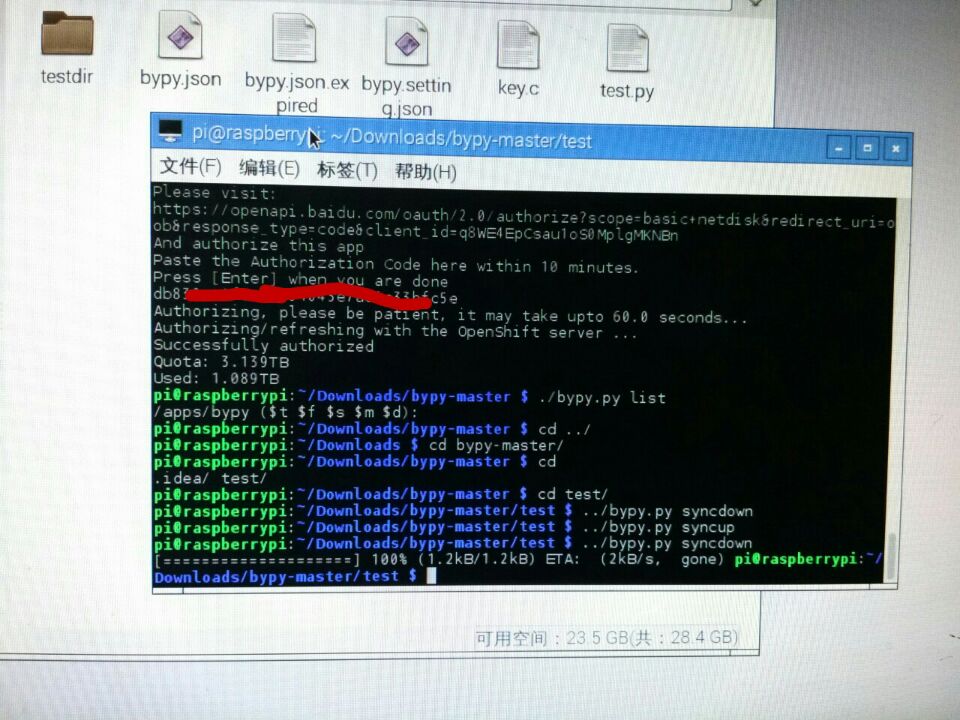 testdir
bypy.json
bypy.json.ex
pired
bypy.settin
g.json
key.c
test.py
pi@raspberrypi: ~/Downloads/bypy-master/test
文件(F) 编辑(E) 标签(T) 帮助(H)
Please visit:
https://openapi.baidu.com/oauth/2.0/authorize?scope=basic+netdisk&redirect_uri=o
ob&response_type=code&client_id=q8WE4EpCsau1oS0MplgMKNBn
And authorize this app
Paste the Authorization Code here within 10 minutes.
Press [Enter] when you are done
Authorizing, please be patient, it may take upto 60.0 seconds...
Authorizing/refreshing with the OpenShift server ...
Successfully authorized
Quota: 3.139TB
Used: 1.089TB
pi@raspberrypi:~/Downloads/bypy-master $ ./bypy.py list
/apps/bypy ($t $f $s $m $d):
pi@raspberrypi:~/Downloads/bypy-master $ cd ../
pi@raspberrypi:~/Downloads $ cd bypy-master/
pi@raspberrypi:~/Downloads/bypy-master $ cd
.idea/ test/
pi@raspberrypi:~/Downloads/bypy-master $ cd test/
pi@raspberrypi:~/Downloads/bypy-master/test $ ../bypy.py syncdown
pi@raspberrypi:~/Downloads/bypy-master/test $ ../bypy.py syncup
pi@raspberrypi:~/Downloads/bypy-master/test $ ../bypy.py syncdown
[====================] 100% (1.2kB/1.2kB) ETA:  (2kB/s,  gone) pi@raspberrypi:~/
Downloads/bypy-master/test $
可用空间：23.5 GB(共：28.4 GB)